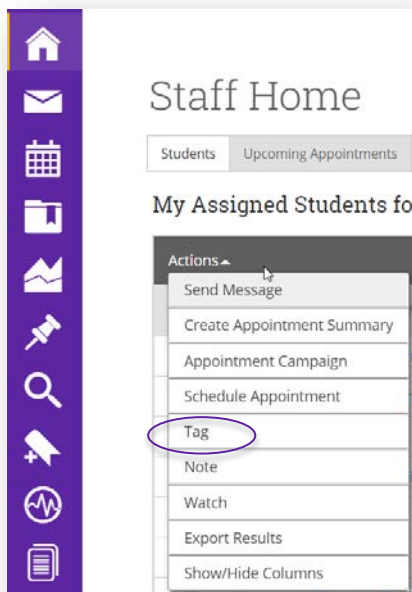 Staff Home
Students Upcoming Appointments
My Assigned Students fo
Actions
Send Message
Create Appointment Summary
Appointment Campaign
Schedule Appointment
Tag
Note
Watch
Export Results
Show/Hide Columns